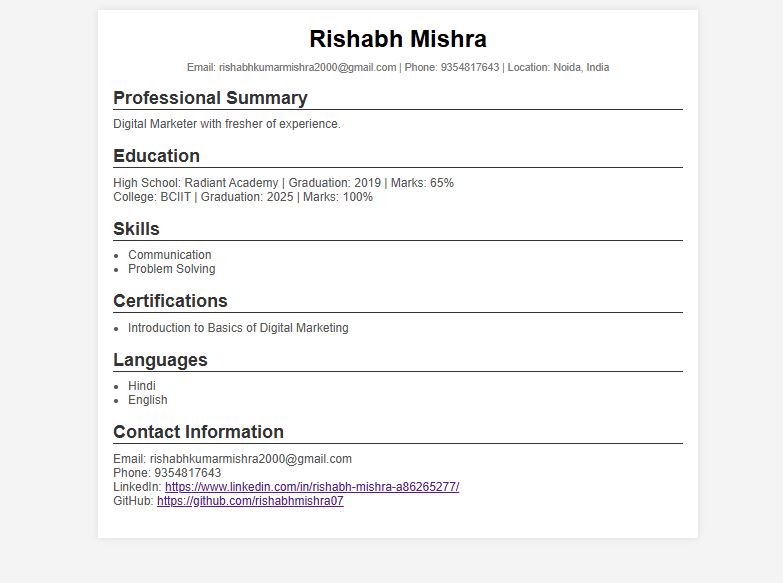 Rishabh Mishra
Email: rishabhkumarmishra2000@gmail.com | Phone: 9354817643 | Location: Noida, India
Professional Summary
Digital Marketer with fresher of experience.
Education
High School: Radiant Academy | Graduation: 2019 | Marks: 65%
College: BCIIT | Graduation: 2025 | Marks: 100%
Skills
Communication
Problem Solving
Certifications
Introduction to Basics of Digital Marketing
Languages
Hindi
English
Contact Information
Email: rishabhkumarmishra2000@gmail.com
Phone: 9354817643
LinkedIn: https://www.linkedin.com/in/rishabh-mishra-a86265277/
GitHub: https://github.com/rishabhmishra07